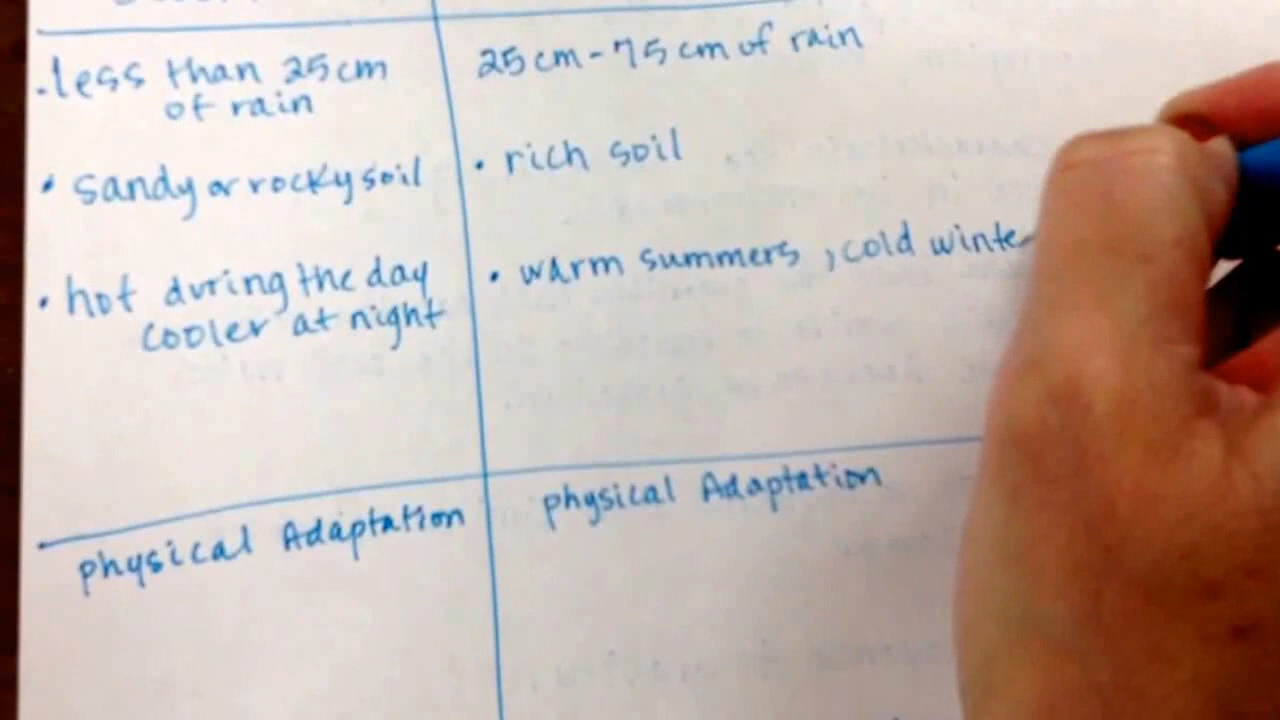 .less than 25cm
of rain
• sandy or rocky soil
• hot during the day
cooler at night
physical Adaptation
25cm-75cm of rain
• rich soil
• warm summers, cold winte
physical Adaptation